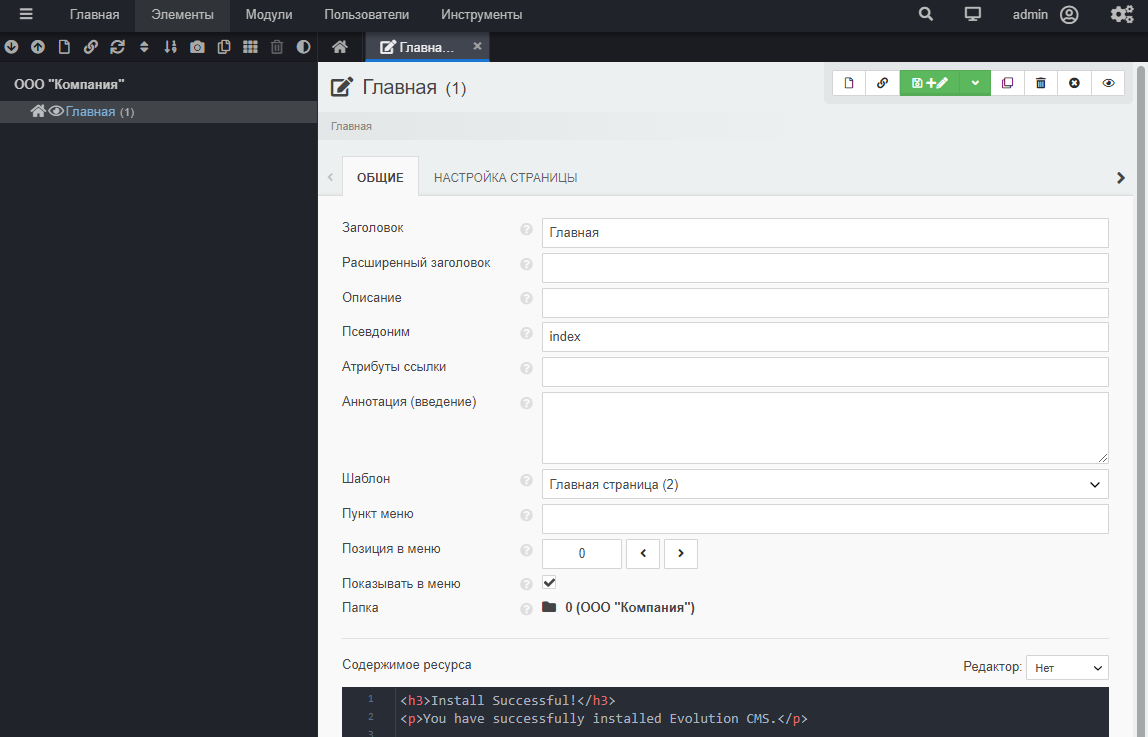 Главная Элементы Модули Пользователи Инструменты admin
Главна...
ООО "Компания"
Главная (1)
Главная (1)
Главная
ОБЩИЕ НАСТРОЙКА СТРАНИЦЫ
Заголовок Главная
Расширенный заголовок
Описание
Псевдоним index
Атрибуты ссылки
Аннотация (введение)
Шаблон Главная страница (2)
Пункт меню
Позиция в меню 0
Показывать в меню
Папка 0 (ООО "Компания")
Содержимое ресурса Редактор: Нет
1 <h3>Install Successful!</h3>
2 <p>You have successfully installed Evolution CMS.</p>
3